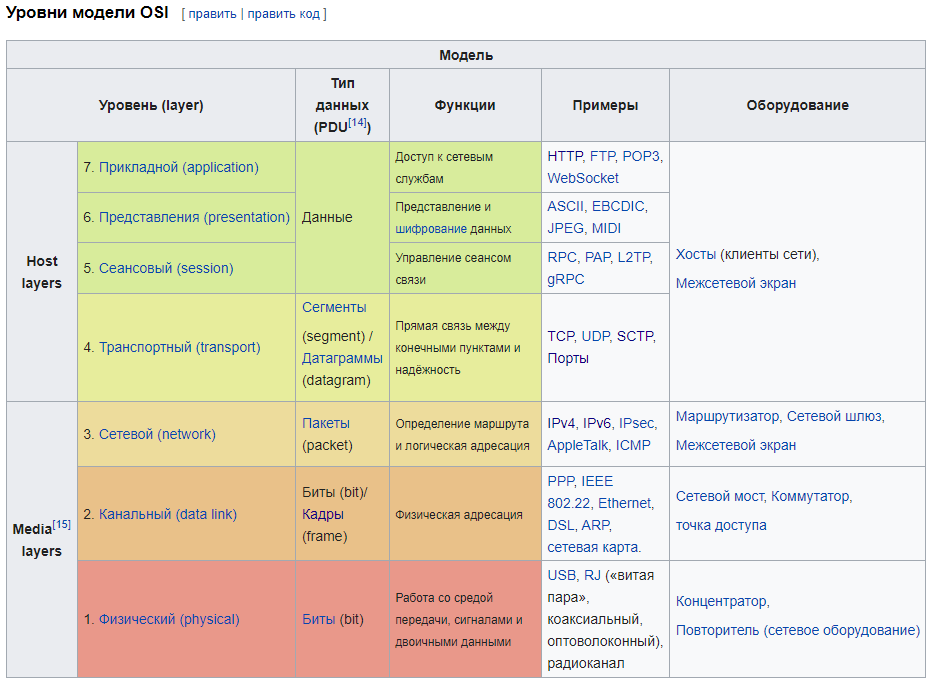 Уровни модели OSI [ править | править код ]
Модель
Уровень (layer)
Тип
данных
(PDU[14])
Функции
Примеры
Оборудование
Host
layers
7. Прикладной (application)
Данные
Доступ к сетевым
службам
HTTP, FTP, POP3,
WebSocket
Хосты (клиенты сети),
Межсетевой экран
6. Представления (presentation)
Представление и
шифрование данных
ASCII, EBCDIC,
JPEG, MIDI
5. Сеансовый (session)
Управление сеансом
связи
RPC, PAP, L2TP,
gRPC
4. Транспортный (transport)
Сегменты
(segment) /
Датаграммы
(datagram)
Прямая связь между
конечными пунктами и
надёжность
TCP, UDP, SCTP,
Порты
Media[15]
layers
3. Сетевой (network)
Пакеты
(packet)
Определение маршрута
и логическая адресация
IPv4, IPv6, IPsec,
AppleTalk, ICMP
Маршрутизатор, Сетевой шлюз,
Межсетевой экран
2. Канальный (data link)
Биты (bit)/
Кадры
(frame)
Физическая адресация
PPP, IEEE
802.22, Ethernet,
DSL, ARP,
сетевая карта.
Сетевой мост, Коммутатор,
точка доступа
1. Физический (physical)
Биты (bit)
Работа со средой
передачи, сигналами и
двоичными данными
USB, RJ («витая
пара»,
коаксиальный,
оптоволоконный),
радиоканал
Концентратор,
Повторитель (сетевое оборудование)